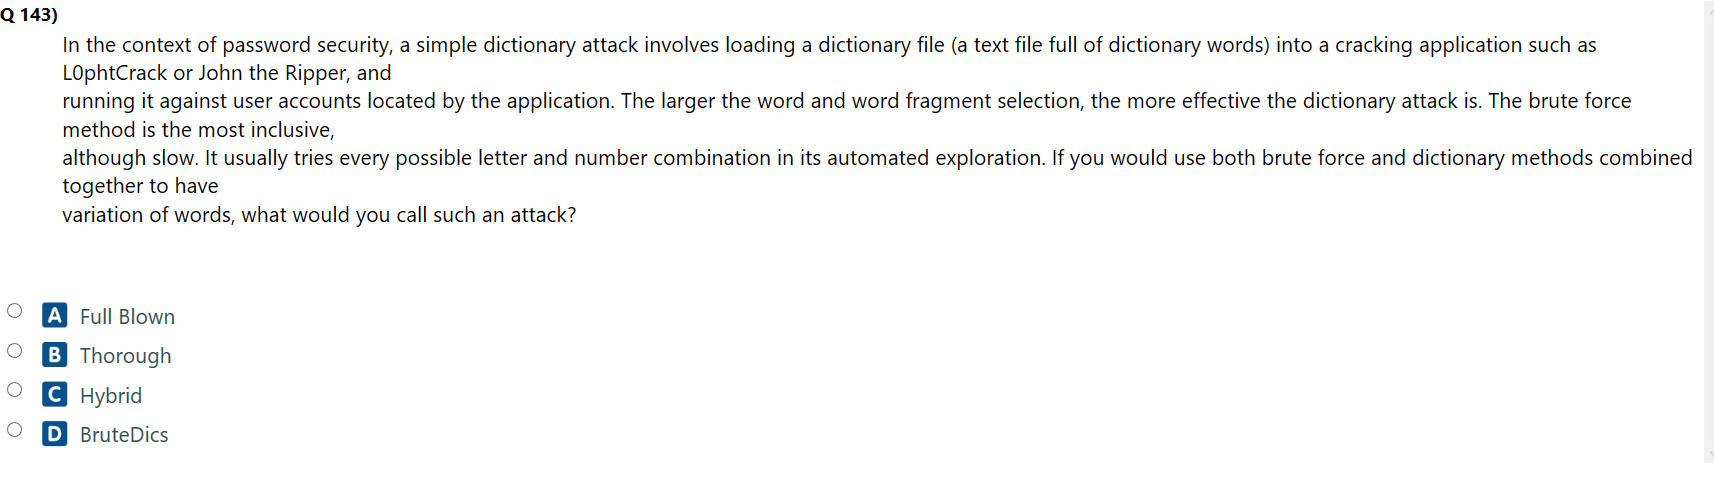 Q 143)
In the context of password security, a simple dictionary attack involves loading a dictionary file (a text file full of dictionary words) into a cracking application such as
L0phtCrack or John the Ripper, and
running it against user accounts located by the application. The larger the word and word fragment selection, the more effective the dictionary attack is. The brute force
method is the most inclusive,
although slow. It usually tries every possible letter and number combination in its automated exploration. If you would use both brute force and dictionary methods combined
together to have
variation of words, what would you call such an attack?
A Full Blown
B Thorough
C Hybrid
D BruteDics